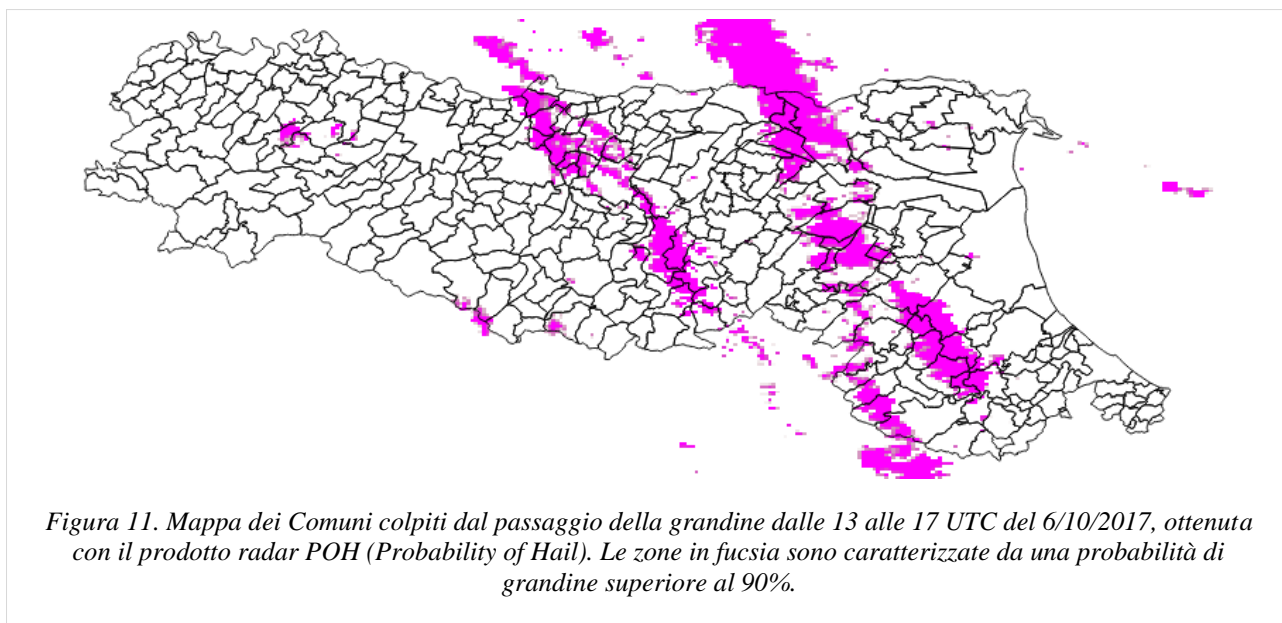 Figura 11. Mappa dei Comuni colpiti dal passaggio della grandine dalle 13 alle 17 UTC del 6/10/2017, ottenuta
con il prodotto radar POH (Probability of Hail). Le zone in fucsia sono caratterizzate da una probabilità di
grandine superiore al 90%.